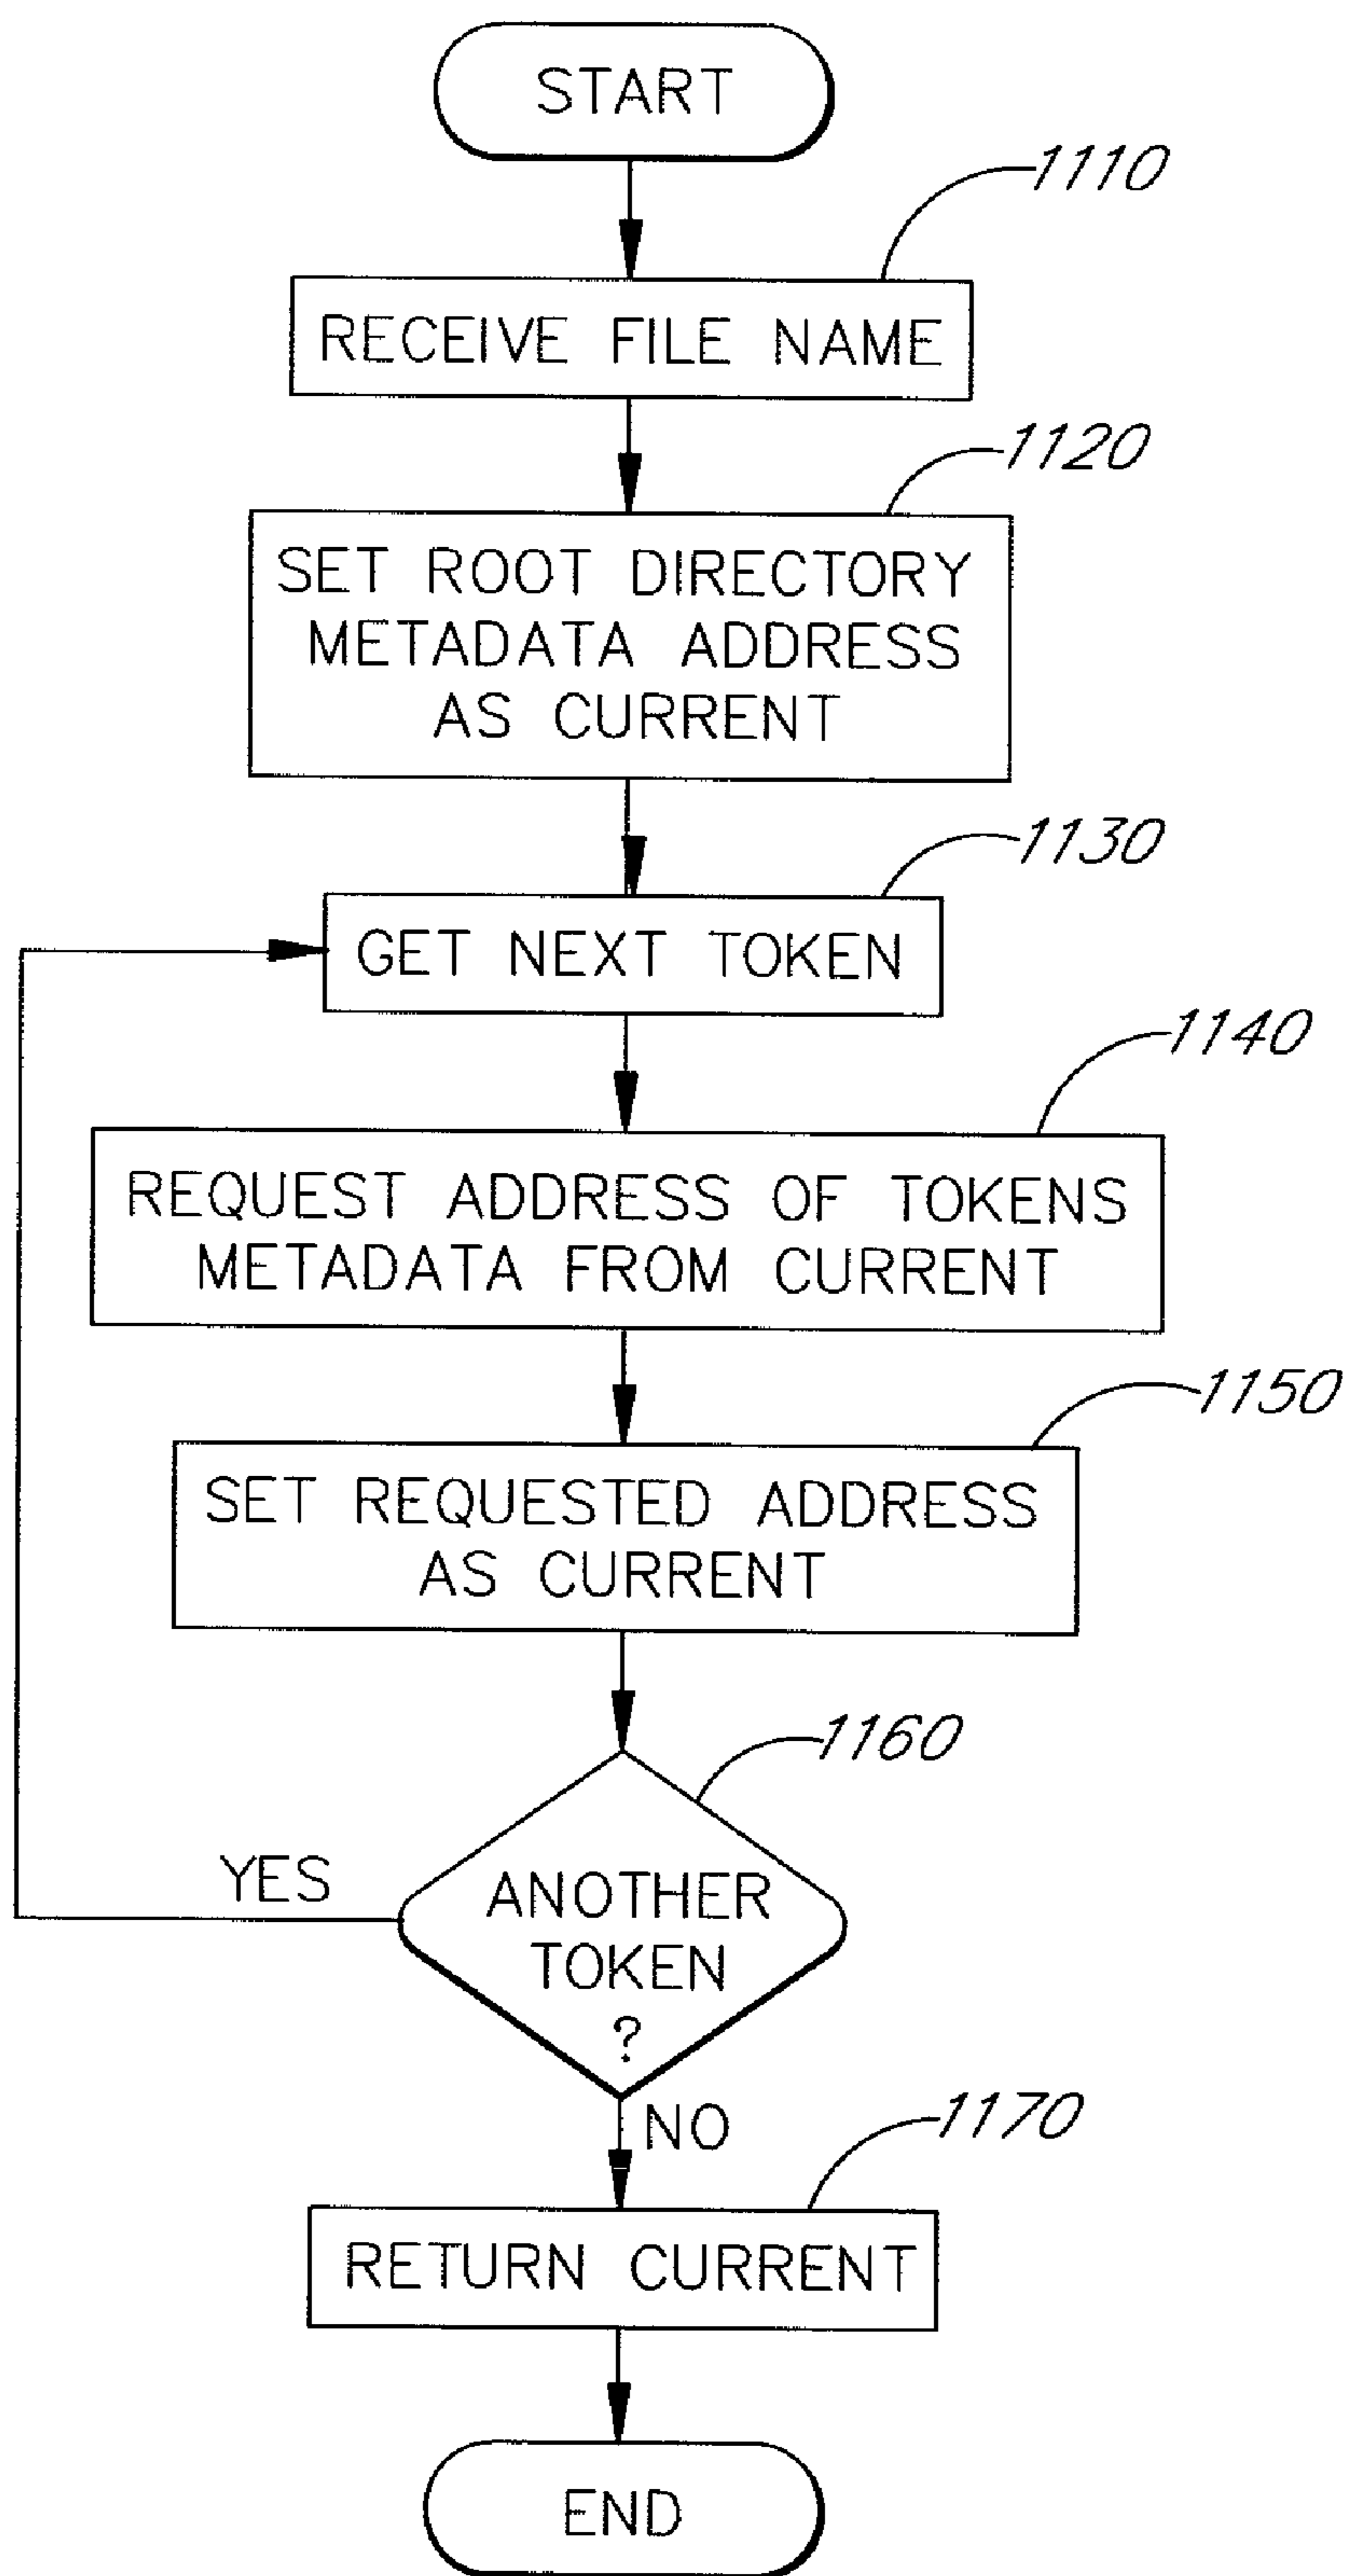 START
1110
RECEIVE FILE NAME
1120
SET ROOT DIRECTORY
METADATA ADDRESS
AS CURRENT
1130
GET NEXT TOKEN
1140
REQUEST ADDRESS OF TOKENS
METADATA FROM CURRENT
1150
SET REQUESTED ADDRESS
AS CURRENT
1160
YES
ANOTHER
TOKEN
?
NO
1170
RETURN CURRENT
END